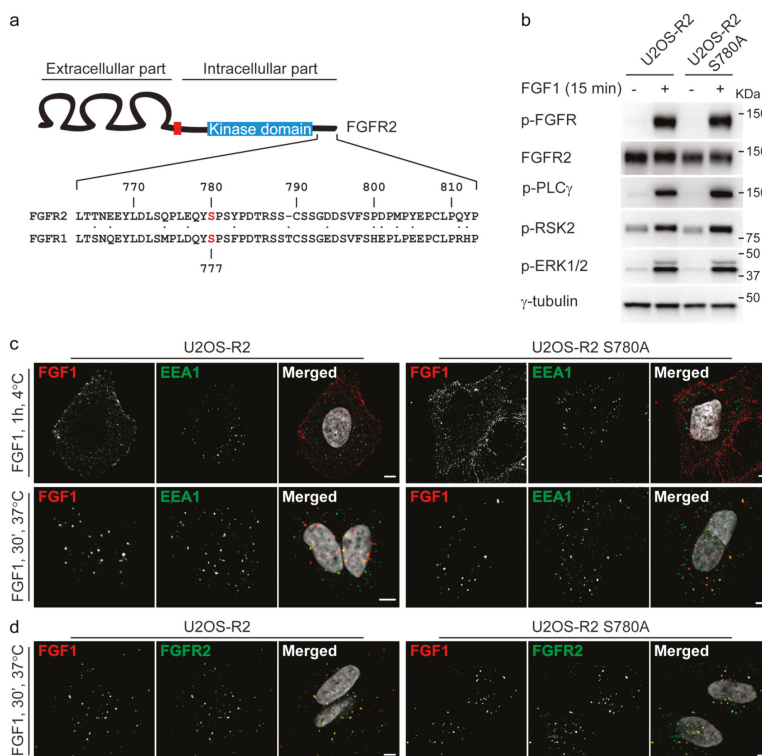 a
Extracellullar part
Intracellullar part
Kinase domain
FGFR2
770 780 790 800 810
FGFR2 LTTNEEYLDLSQPLEQYSPSYPDTRSS-CSSGDDSVFSPDPMPYEPCLPQYP
FGFR1 LTSNQEYLDLSMPLDQYSPSFPDTRSSTCSSGEDSVFSHEPLPEEPCLPRHP
777
b
U2OS-R2
U2OS-R2 S780A
FGF1 (15 min) - + - + KDa
p-FGFR 150
FGFR2 150
p-PLCγ 150
p-RSK2 75
p-ERK1/2 50
37
γ-tubulin 50
c
U2OS-R2
U2OS-R2 S780A
FGF1, 1h, 4°C
FGF1 EEA1 Merged FGF1 EEA1 Merged
FGF1, 30', 37°C
FGF1 EEA1 Merged FGF1 EEA1 Merged
d
U2OS-R2
U2OS-R2 S780A
FGF1, 30', 37°C
FGF1 FGFR2 Merged FGF1 FGFR2 Merged